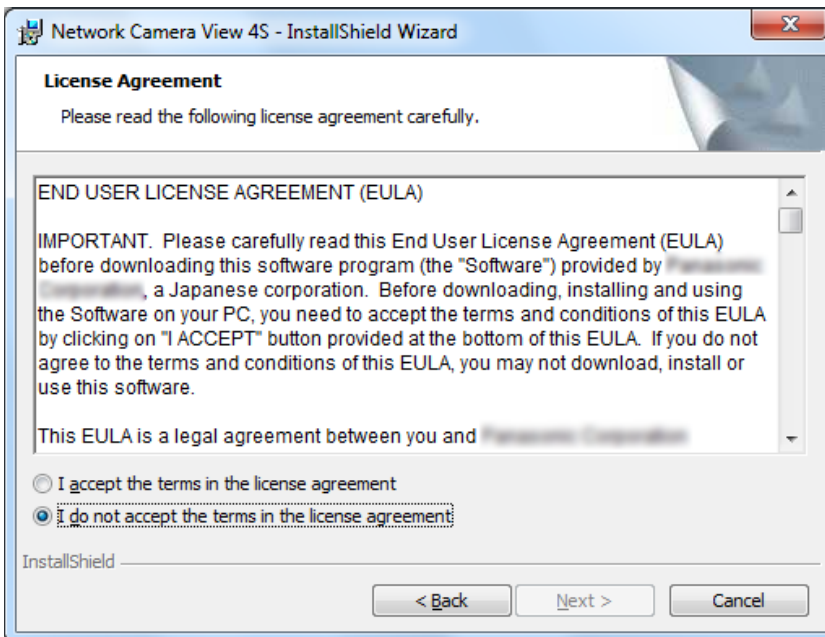 Network Camera View 4S - InstallShield Wizard
License Agreement
Please read the following license agreement carefully.
END USER LICENSE AGREEMENT (EULA)
IMPORTANT.  Please carefully read this End User License Agreement (EULA)
before downloading this software program (the "Software") provided by
, a Japanese corporation.  Before downloading, installing and using
the Software on your PC, you need to accept the terms and conditions of this EULA
by clicking on "I ACCEPT" button provided at the bottom of this EULA.  If you do not
agree to the terms and conditions of this EULA, you may not download, install or
use this software.
This EULA is a legal agreement between you and
I accept the terms in the license agreement
I do not accept the terms in the license agreement
InstallShield
< Back
Next >
Cancel